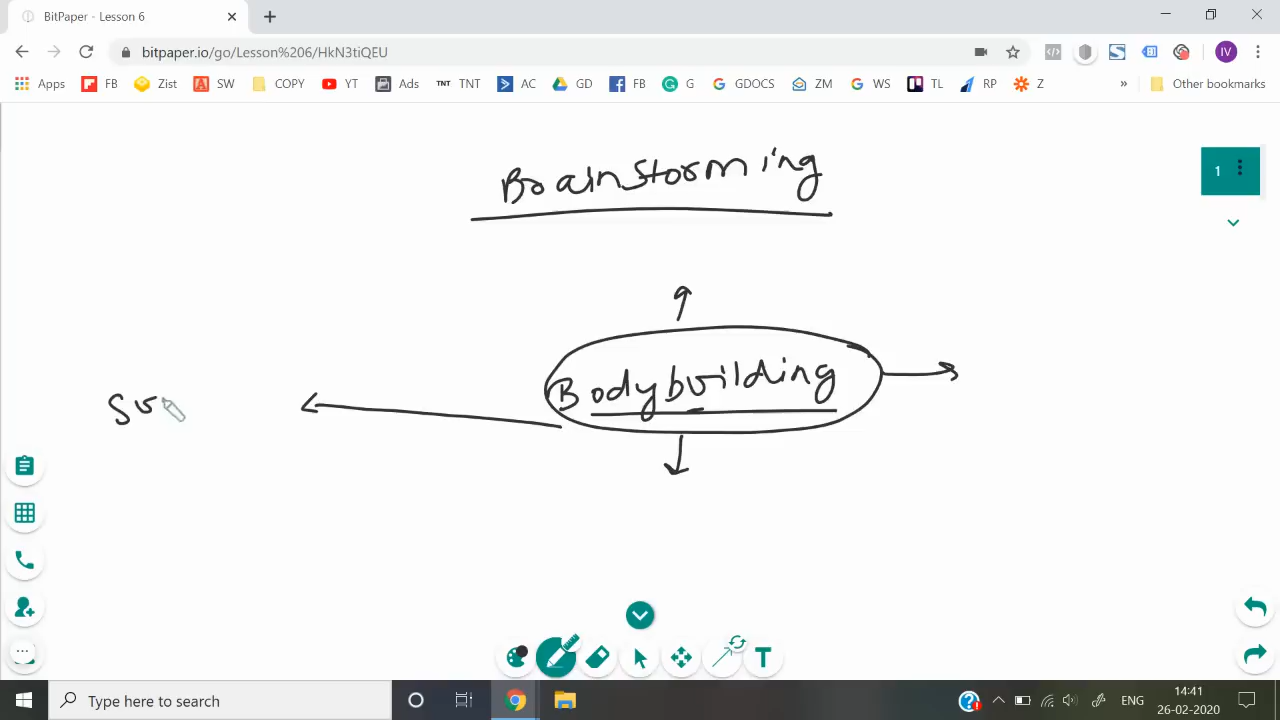 BitPaper - Lesson 6
bitpaper.io/go/Lesson%206/HkN3tiQEU
IV
Apps FB Zist SW COPY YT Ads TNT TNT AC GD FB G GDOCS ZM WS TL RP Z » Other bookmarks
Brainstorming
1
Bodybuilding
T
Type here to search
ENG
14:41
26-02-2020